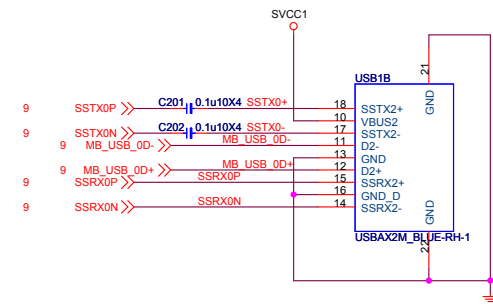 SVCC1
21
USB1B
GND
9 SSTX0P C201 0.1u10X4 SSTX0+ 18 SSTX2+
10 VBUS2
9 SSTX0N C202 0.1u10X4 SSTX0- 17 SSTX2-
9 MB_USB_0D- MB_USB_0D- 11 D2-
13 GND
9 MB_USB_0D+ MB_USB_0D+ 12 D2+
9 SSRX0P SSRX0P 15 SSRX2+
16 GND_D
9 SSRX0N SSRX0N 14 SSRX2-
GND
USBAX2M_BLUE-RH-1
22